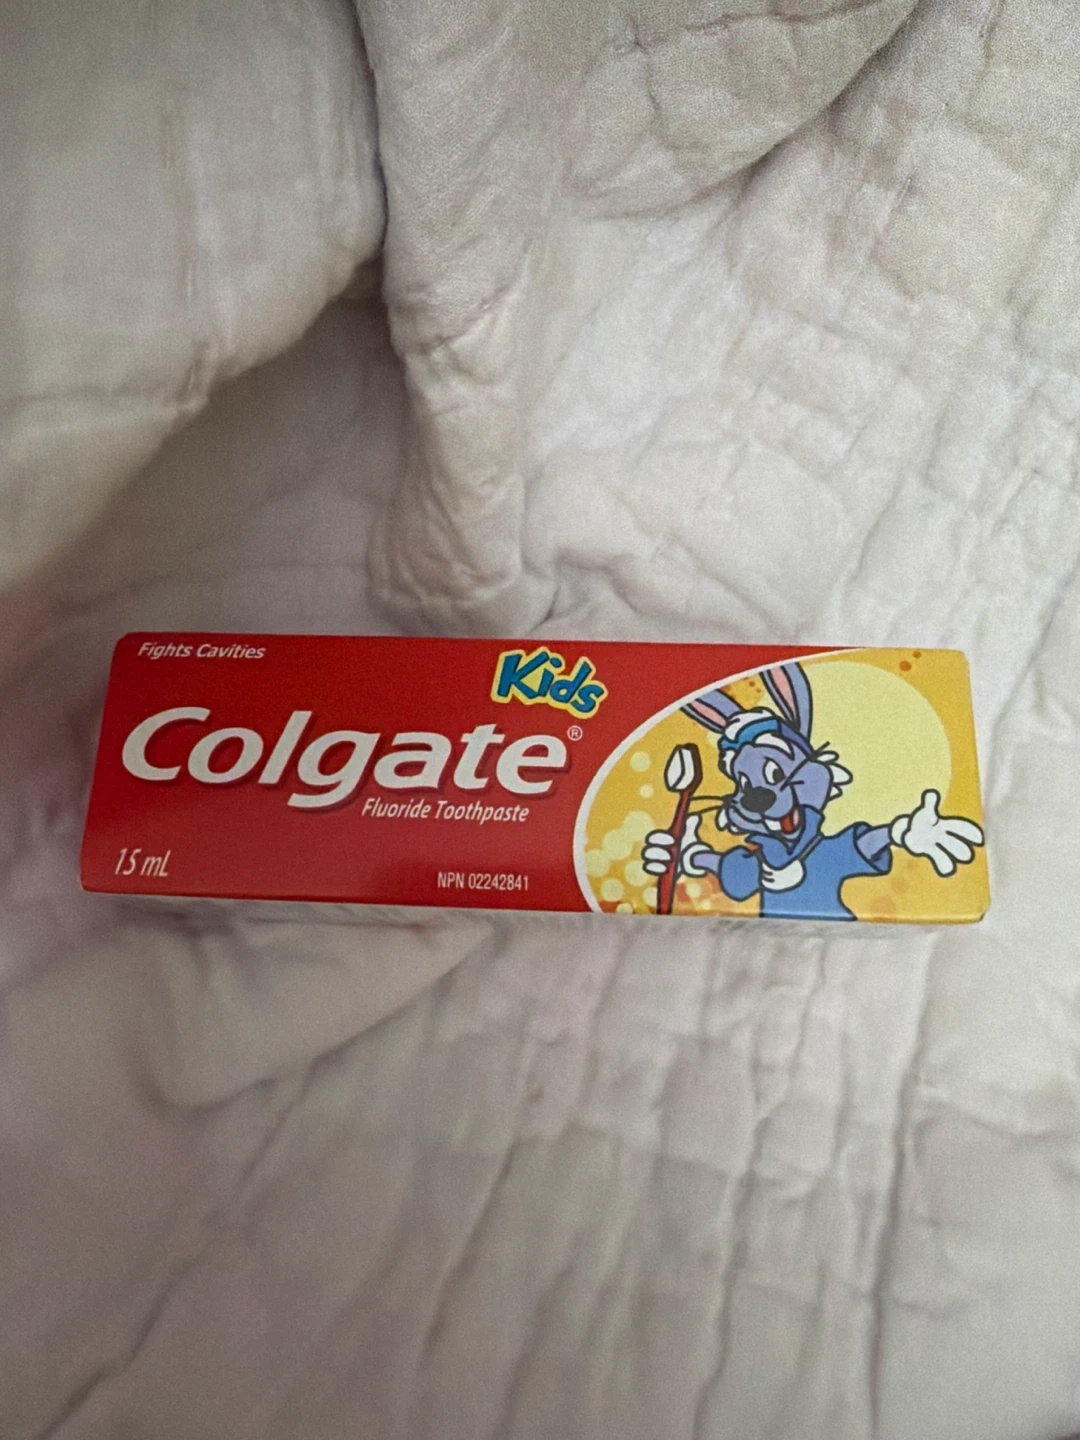 Fights Cavities
Kids
Colgate®
Fluoride Toothpaste
15 mL
NPN 02242841